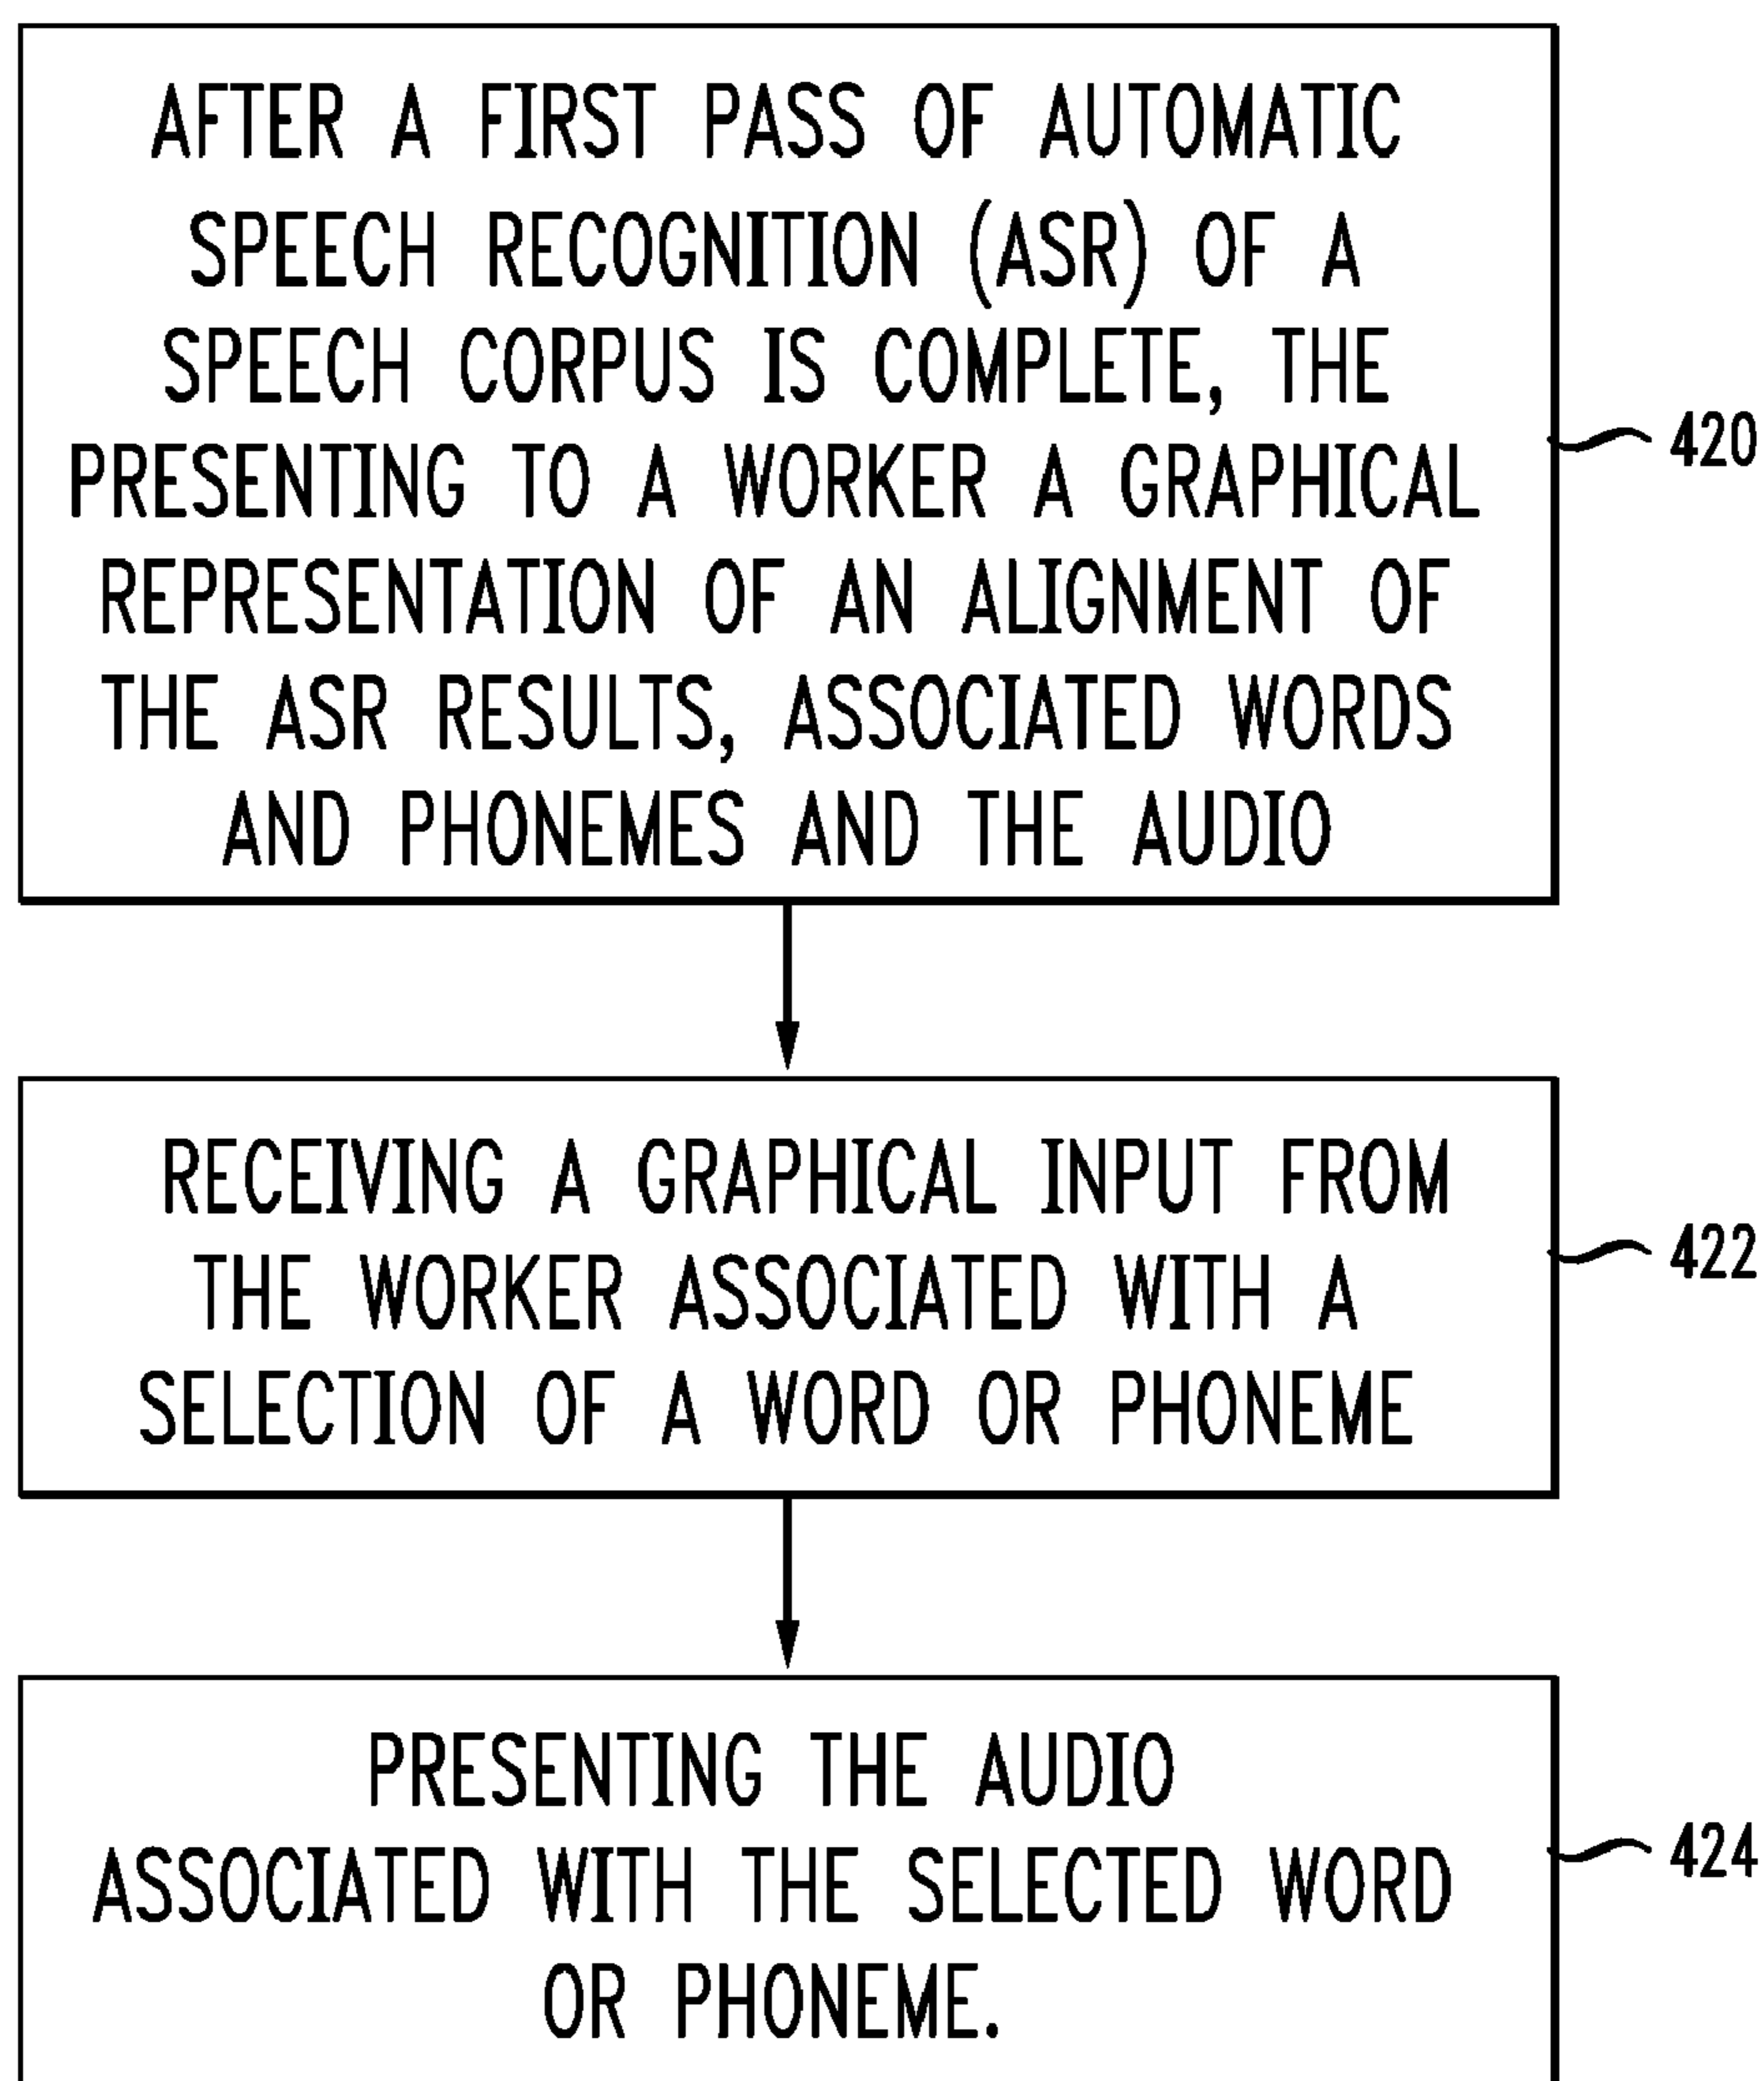 AFTER A FIRST PASS OF AUTOMATIC
SPEECH RECOGNITION (ASR) OF A
SPEECH CORPUS IS COMPLETE, THE
PRESENTING TO A WORKER A GRAPHICAL
REPRESENTATION OF AN ALIGNMENT OF
THE ASR RESULTS, ASSOCIATED WORDS
AND PHONEMES AND THE AUDIO
420
RECEIVING A GRAPHICAL INPUT FROM
THE WORKER ASSOCIATED WITH A
SELECTION OF A WORD OR PHONEME
422
PRESENTING THE AUDIO
ASSOCIATED WITH THE SELECTED WORD
OR PHONEME.
424